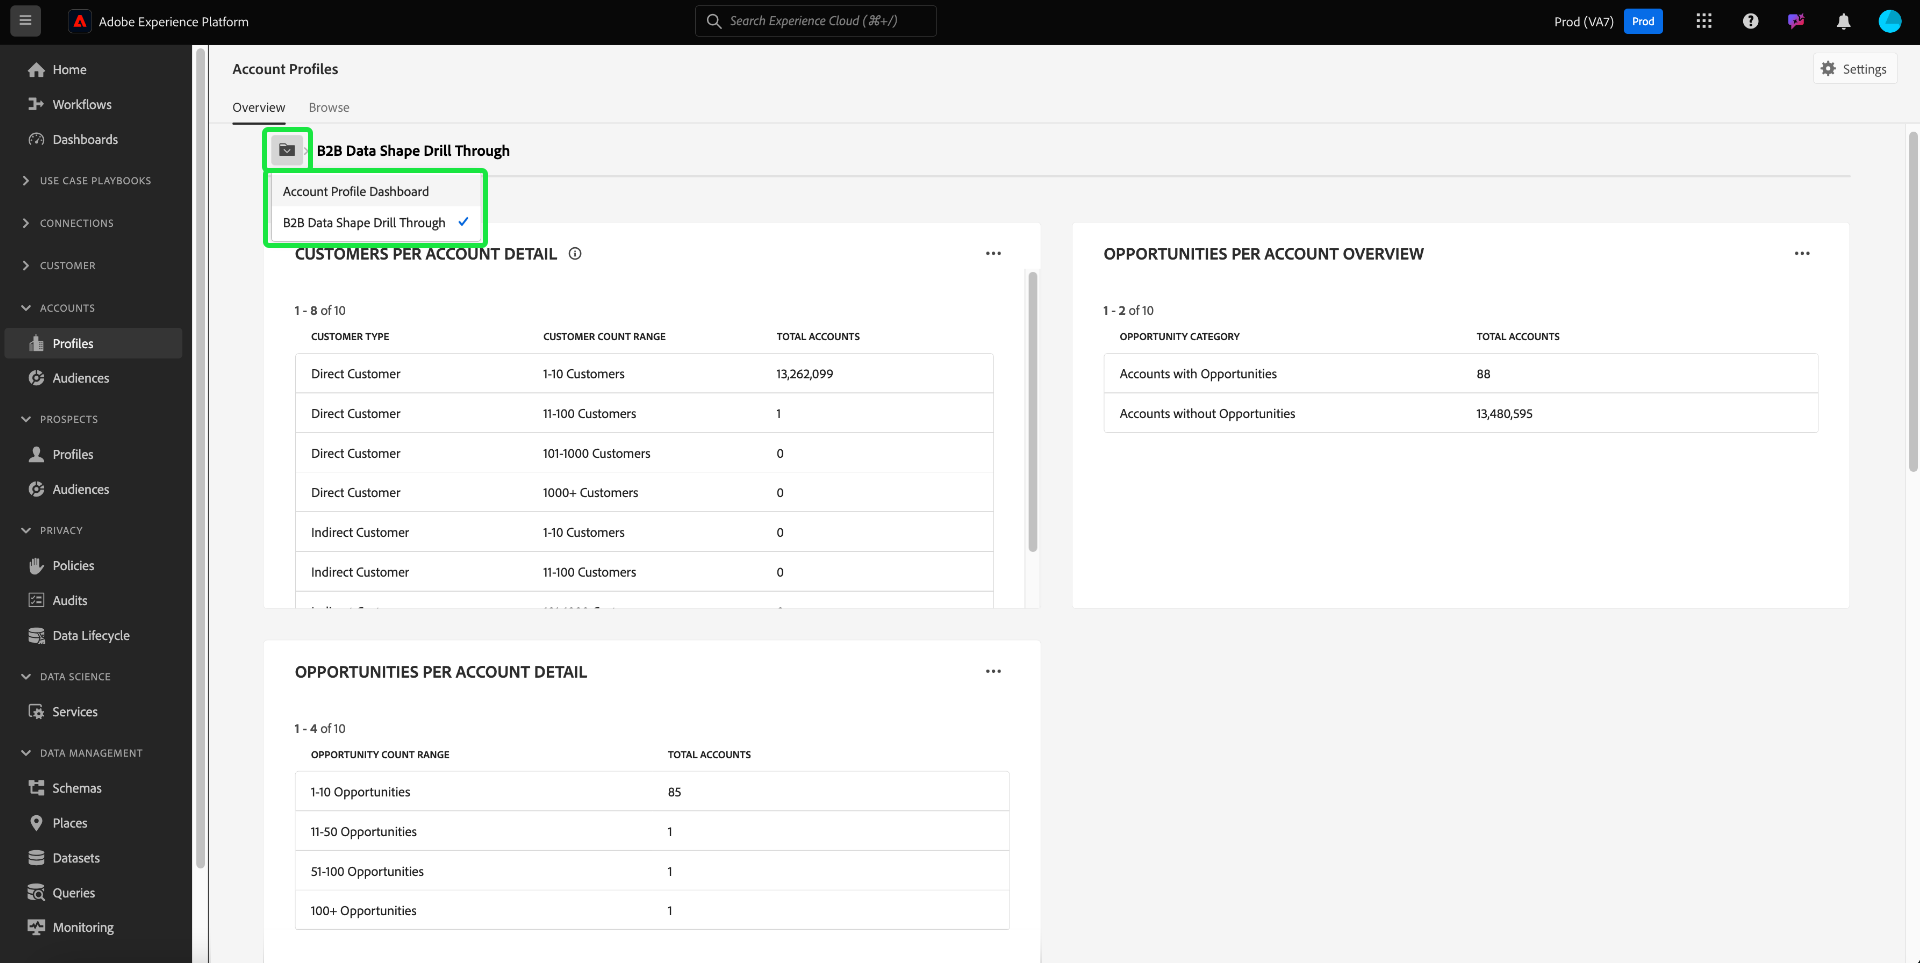 Adobe Experience Platform
Search Experience Cloud (⌘+/)
Prod (VA7)
Prod
Home
Workflows
Dashboards
USE CASE PLAYBOOKS
CONNECTIONS
CUSTOMER
ACCOUNTS
Profiles
Audiences
PROSPECTS
Profiles
Audiences
PRIVACY
Policies
Audits
Data Lifecycle
DATA SCIENCE
Services
DATA MANAGEMENT
Schemas
Places
Datasets
Queries
Monitoring
Account Profiles
Settings
Overview
Browse
B2B Data Shape Drill Through
Account Profile Dashboard
B2B Data Shape Drill Through
CUSTOMERS PER ACCOUNT DETAIL
1 - 8 of 10
CUSTOMER TYPE CUSTOMER COUNT RANGE TOTAL ACCOUNTS
Direct Customer 1-10 Customers 13,262,099
Direct Customer 11-100 Customers 1
Direct Customer 101-1000 Customers 0
Direct Customer 1000+ Customers 0
Indirect Customer 1-10 Customers 0
Indirect Customer 11-100 Customers 0
OPPORTUNITIES PER ACCOUNT OVERVIEW
1 - 2 of 10
OPPORTUNITY CATEGORY TOTAL ACCOUNTS
Accounts with Opportunities 88
Accounts without Opportunities 13,480,595
OPPORTUNITIES PER ACCOUNT DETAIL
1 - 4 of 10
OPPORTUNITY COUNT RANGE TOTAL ACCOUNTS
1-10 Opportunities 85
11-50 Opportunities 1
51-100 Opportunities 1
100+ Opportunities 1